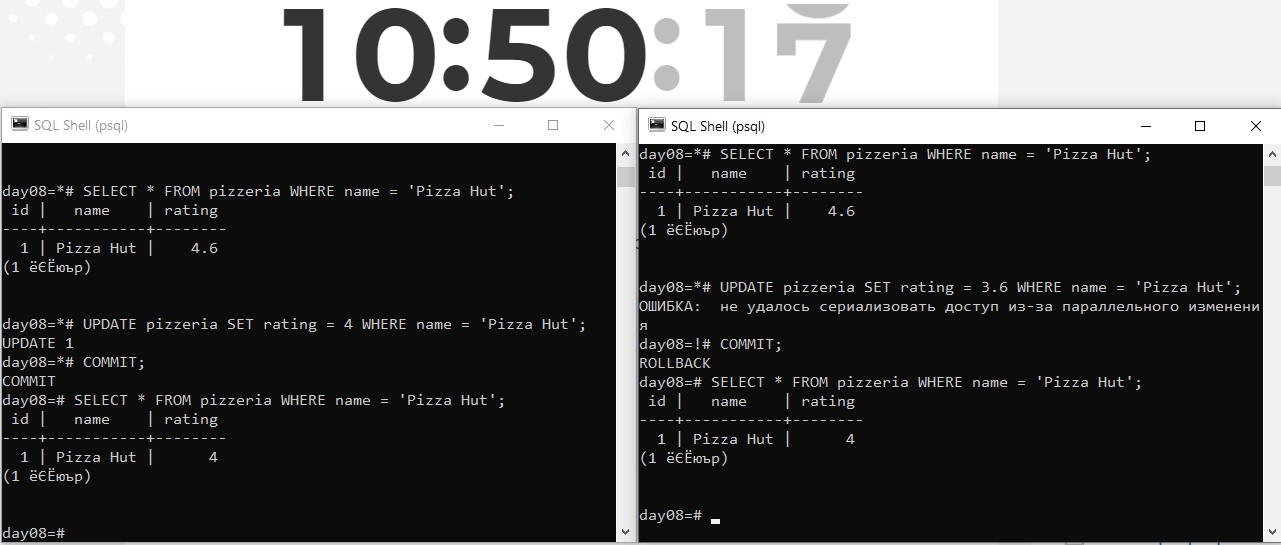 10:50:17
SQL Shell (psql)
day08=*# SELECT * FROM pizzeria WHERE name = 'Pizza Hut';
 id |   name    | rating
----+-----------+--------
  1 | Pizza Hut |    4.6
(1 ёЄЁюър)
day08=*# UPDATE pizzeria SET rating = 4 WHERE name = 'Pizza Hut';
UPDATE 1
day08=*# COMMIT;
COMMIT
day08=# SELECT * FROM pizzeria WHERE name = 'Pizza Hut';
 id |   name    | rating
----+-----------+--------
  1 | Pizza Hut |      4
(1 ёЄЁюър)
day08=#
SQL Shell (psql)
day08=*# SELECT * FROM pizzeria WHERE name = 'Pizza Hut';
 id |   name    | rating
----+-----------+--------
  1 | Pizza Hut |    4.6
(1 ёЄЁюър)
day08=*# UPDATE pizzeria SET rating = 3.6 WHERE name = 'Pizza Hut';
ОШИБКА:  не удалось сериализовать доступ из-за параллельного изменени
я
day08=!# COMMIT;
ROLLBACK
day08=# SELECT * FROM pizzeria WHERE name = 'Pizza Hut';
 id |   name    | rating
----+-----------+--------
  1 | Pizza Hut |      4
(1 ёЄЁюър)
day08=#